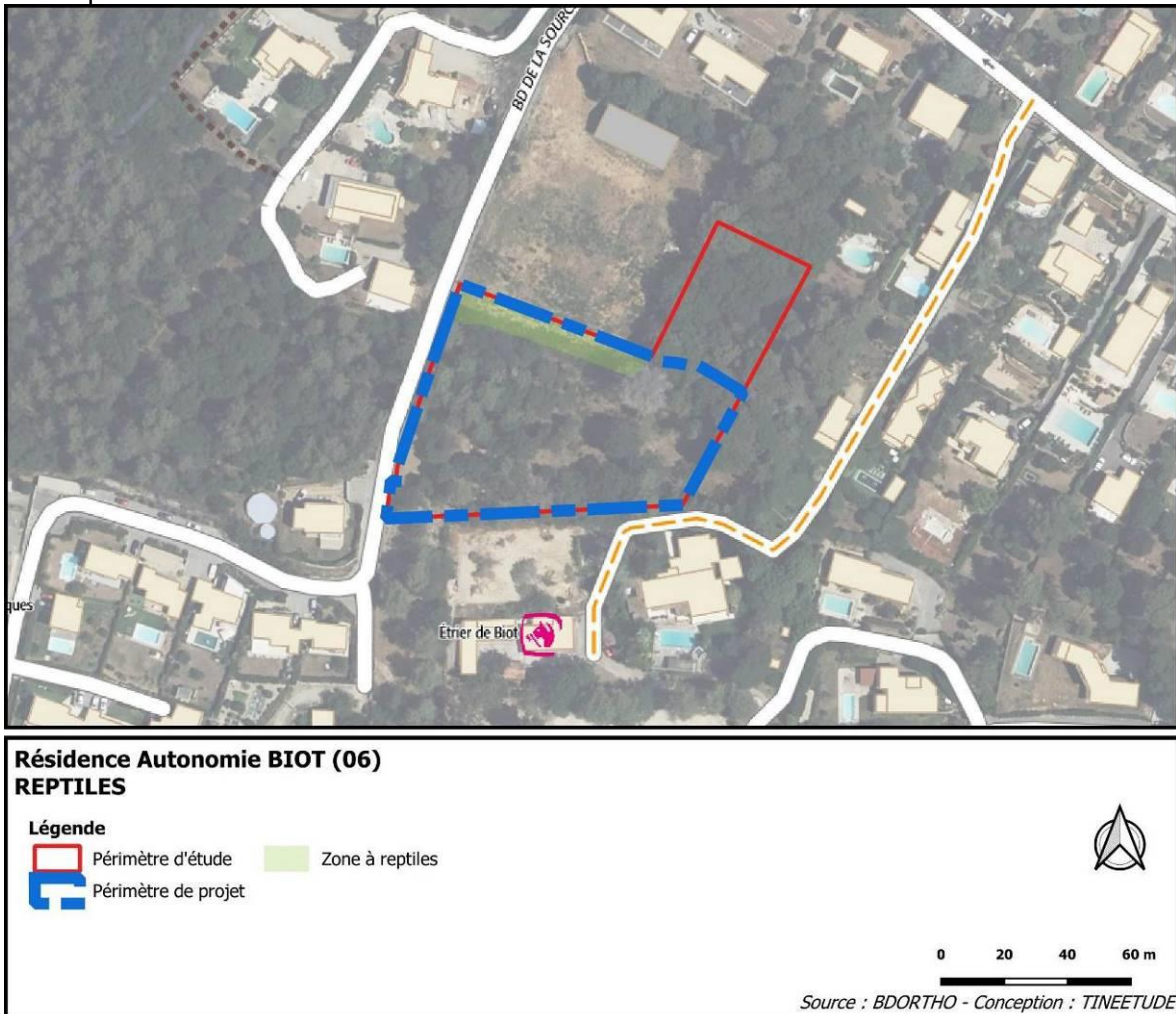 BD DE LA SOURC
ques
Étrier de Biot
Résidence Autonomie BIOT (06)
REPTILES
Légende
Périmètre d'étude
Zone à reptiles
Périmètre de projet
0 20 40 60 m
Source : BDORTHO - Conception : TINEETUDE